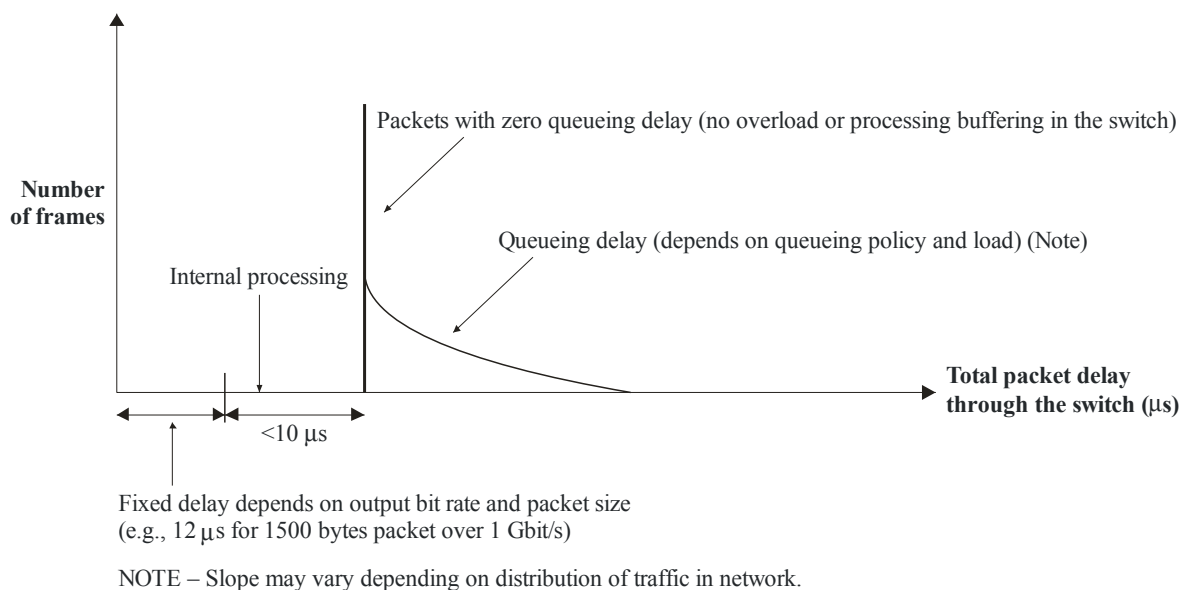 Packets with zero queueing delay (no overload or processing buffering in the switch)
Number
of frames
Queueing delay (depends on queueing policy and load) (Note)
Internal processing
Total packet delay
through the switch (μs)
<10 μs
Fixed delay depends on output bit rate and packet size
(e.g., 12 μs for 1500 bytes packet over 1 Gbit/s)
NOTE – Slope may vary depending on distribution of traffic in network.